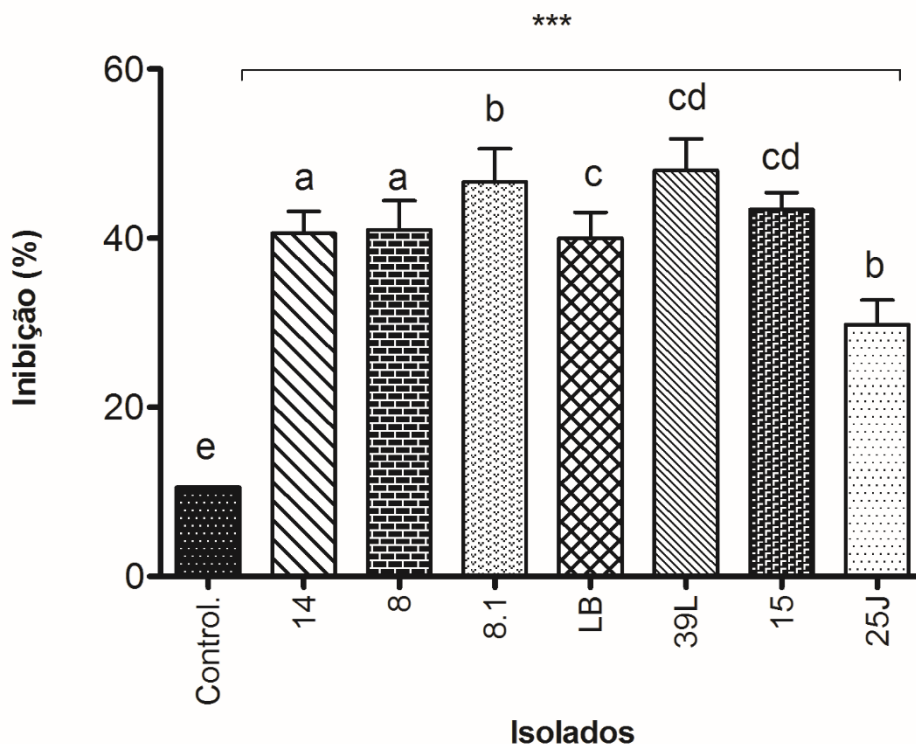 ***
60
40
20
0
Inibição (%)
e
a
a
b
c
cd
cd
b
Control.
14
8
8.1
LB
39L
15
25J
Isolados